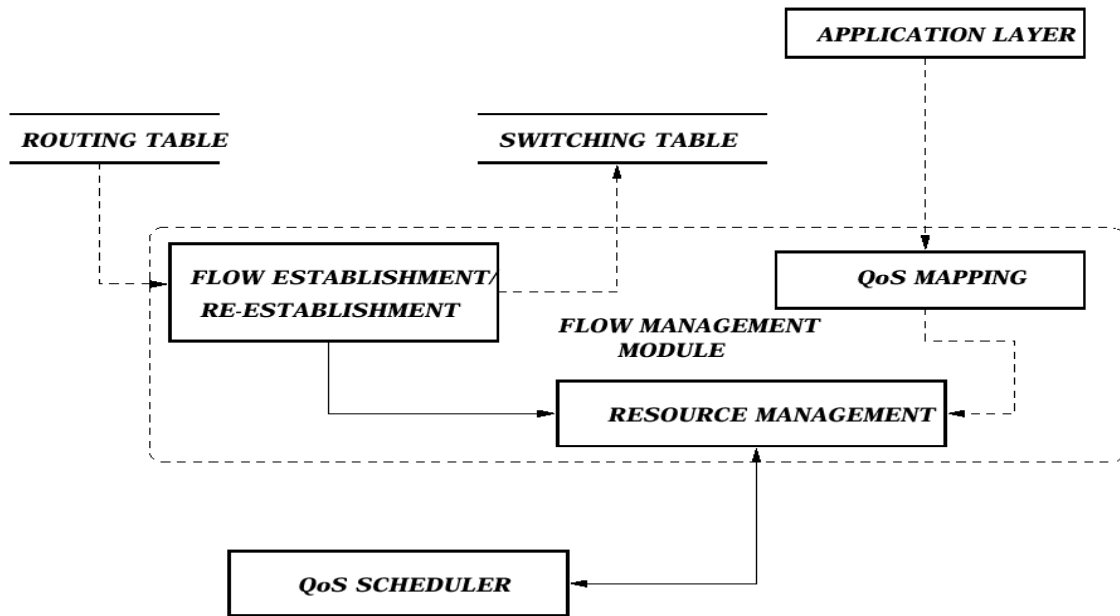 APPLICATION LAYER
ROUTING TABLE
SWITCHING TABLE
FLOW ESTABLISHMENT/
RE-ESTABLISHMENT
QoS MAPPING
FLOW MANAGEMENT
MODULE
RESOURCE MANAGEMENT
QoS SCHEDULER